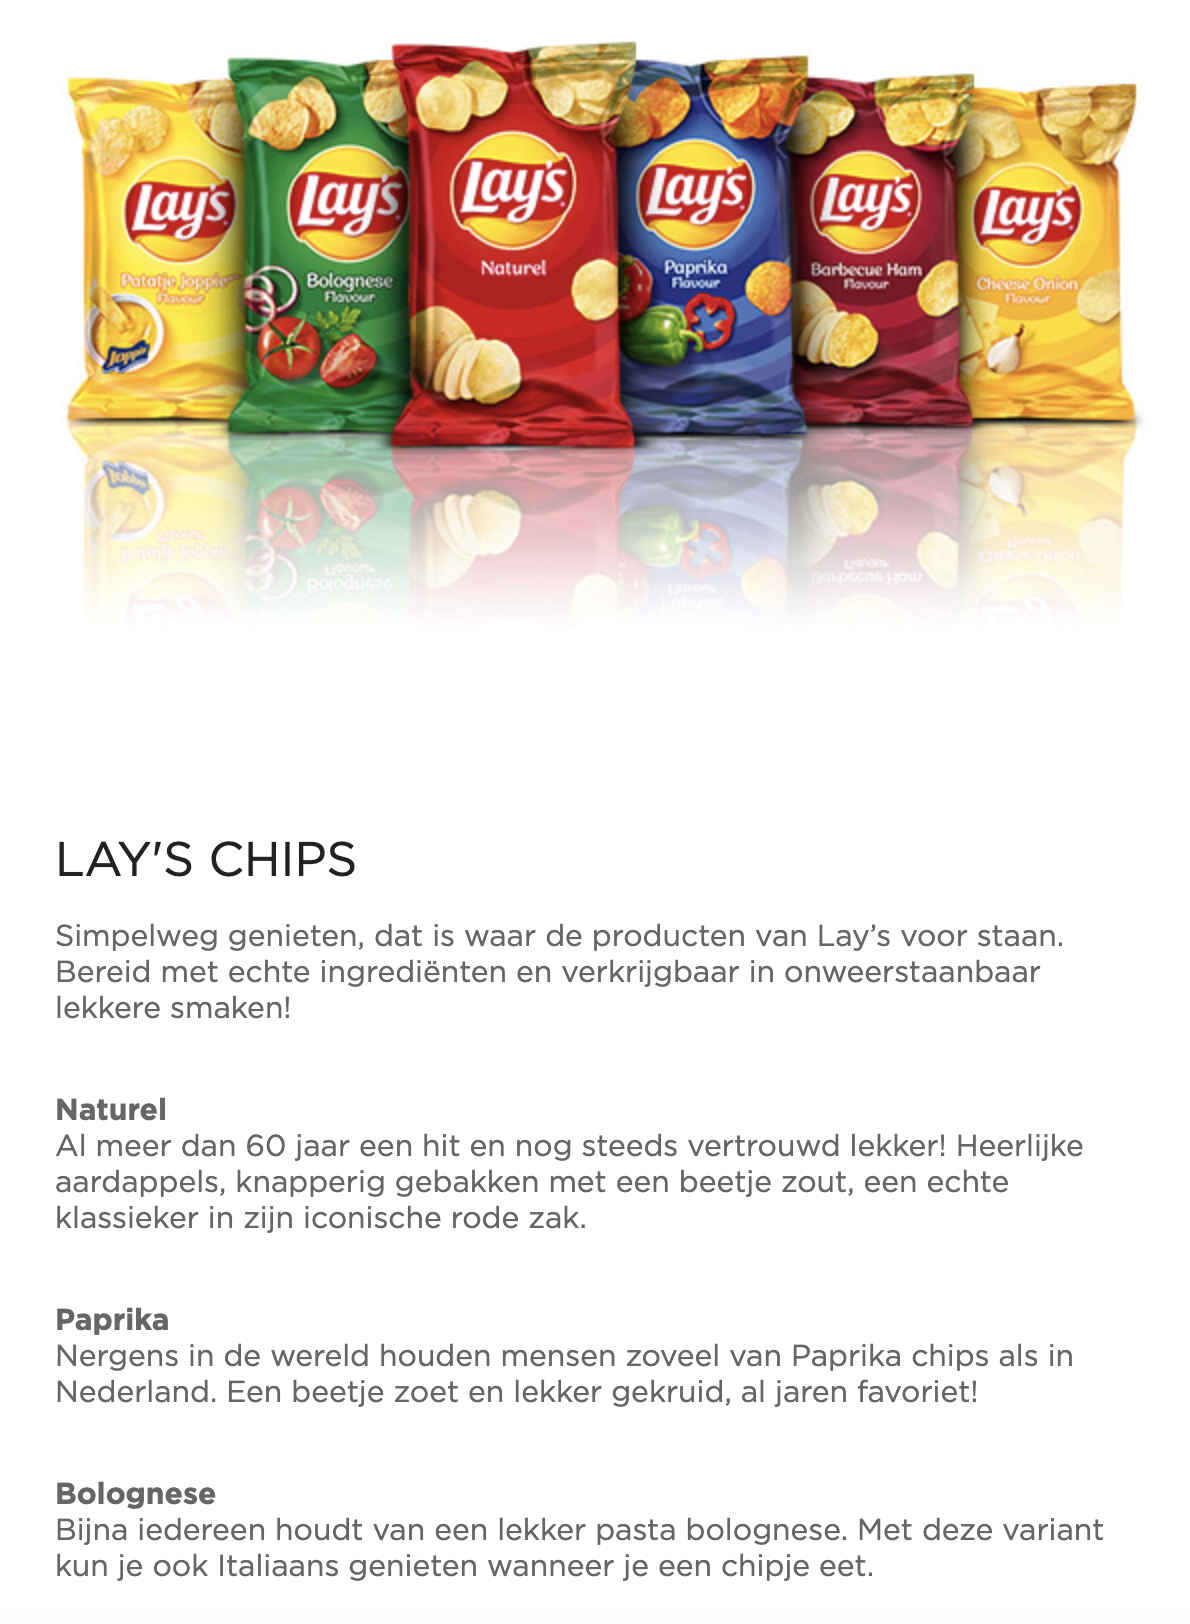 Lay's
Patatje Joppie
Flavour
Joppie
Lay's
Bolognese
Flavour
Lay's
Naturel
Lay's
Paprika
Flavour
Lay's
Barbecue Ham
Flavour
Lay's
Cheese Onion
Flavour
LAY'S CHIPS
Simpelweg genieten, dat is waar de producten van Lay’s voor staan.
Bereid met echte ingrediënten en verkrijgbaar in onweerstaanbaar
lekkere smaken!
Naturel
Al meer dan 60 jaar een hit en nog steeds vertrouwd lekker! Heerlijke
aardappels, knapperig gebakken met een beetje zout, een echte
klassieker in zijn iconische rode zak.
Paprika
Nergens in de wereld houden mensen zoveel van Paprika chips als in
Nederland. Een beetje zoet en lekker gekruid, al jaren favoriet!
Bolognese
Bijna iedereen houdt van een lekker pasta bolognese. Met deze variant
kun je ook Italiaans genieten wanneer je een chipje eet.